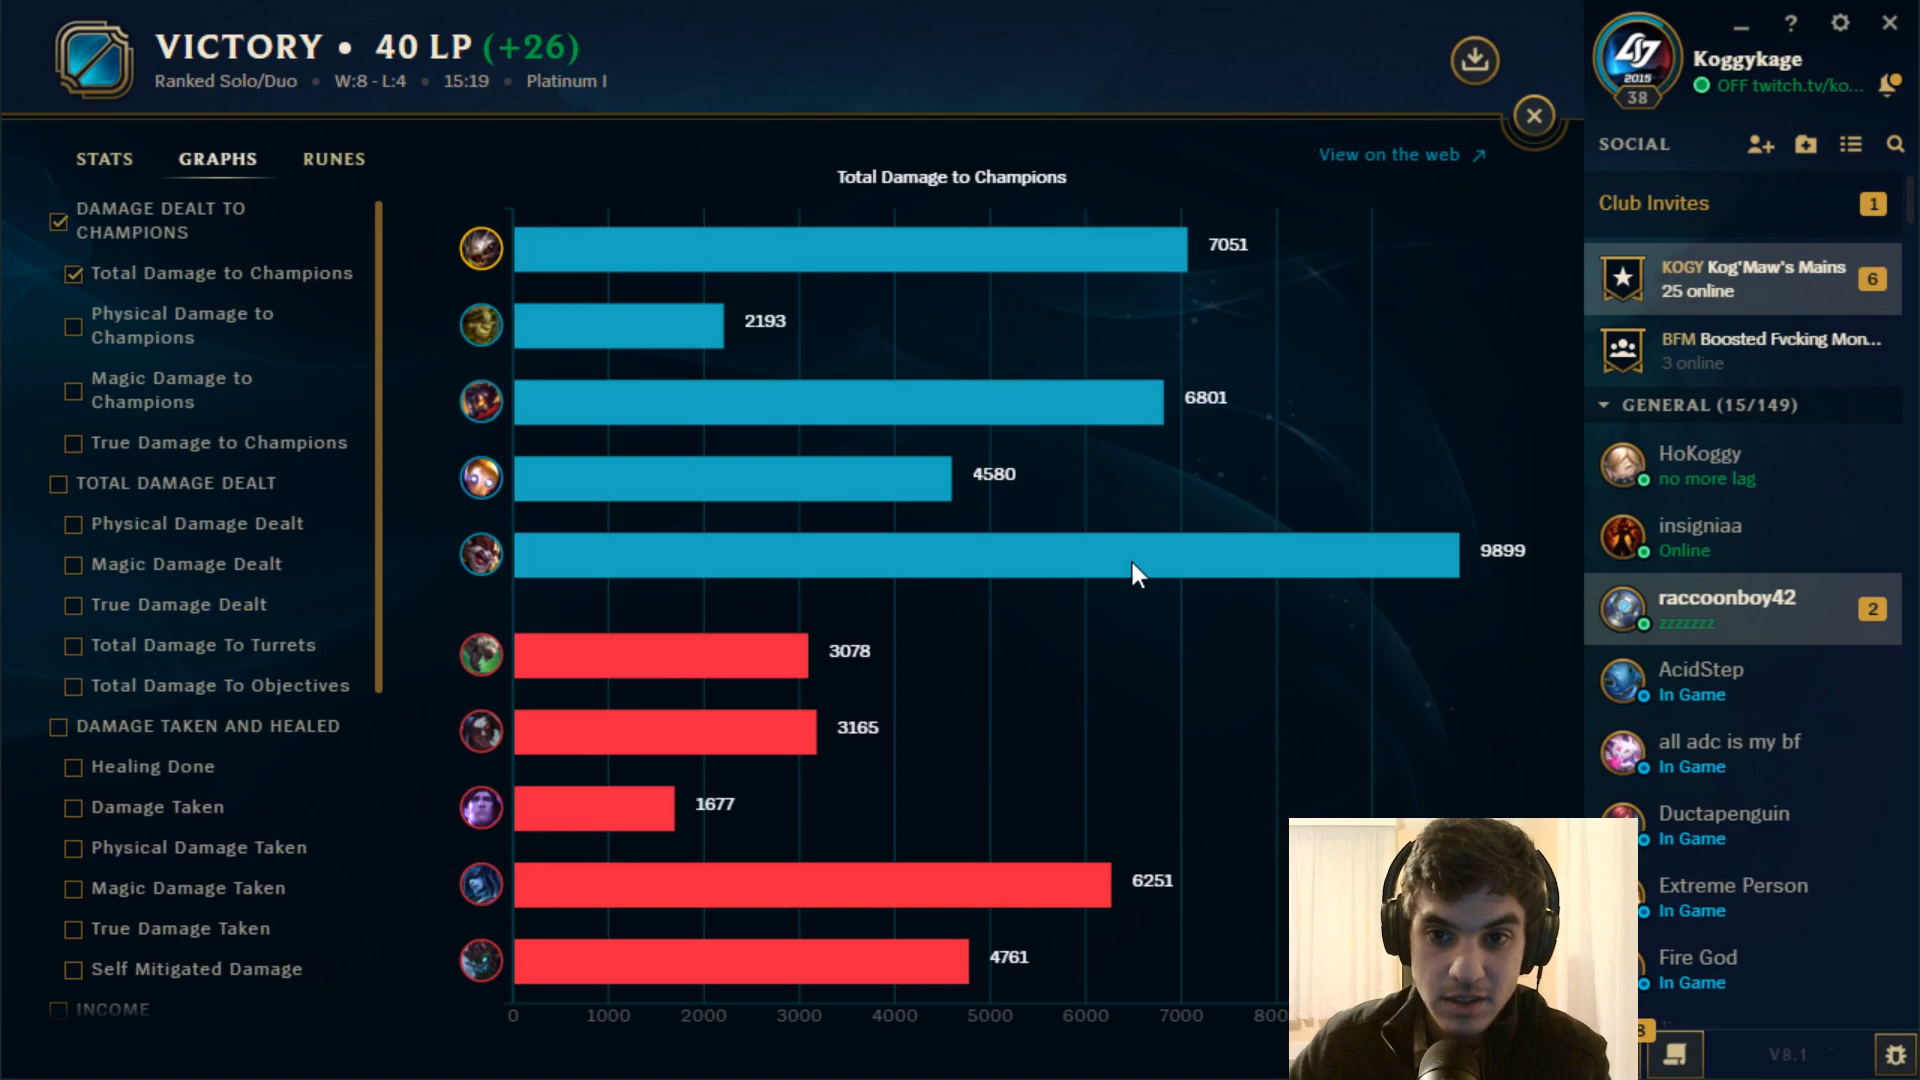 VICTORY • 40 LP (+26)
Ranked Solo/Duo • W:8 - L:4 • 15:19 • Platinum I
STATS
GRAPHS
RUNES
View on the web
DAMAGE DEALT TO
CHAMPIONS
Total Damage to Champions
Physical Damage to
Champions
Magic Damage to
Champions
True Damage to Champions
TOTAL DAMAGE DEALT
Physical Damage Dealt
Magic Damage Dealt
True Damage Dealt
Total Damage To Turrets
Total Damage To Objectives
DAMAGE TAKEN AND HEALED
Healing Done
Damage Taken
Physical Damage Taken
Magic Damage Taken
True Damage Taken
Self Mitigated Damage
INCOME
Total Damage to Champions
7051
2193
6801
4580
9899
3078
3165
1677
6251
4761
0 1000 2000 3000 4000 5000 6000 7000 800
2015
38
?
Koggykage
OFF twitch.tv/ko...
SOCIAL
Club Invites
1
KOGY Kog'Maw's Mains
25 online
6
BFM Boosted Fvcking Mon...
3 online
GENERAL (15/149)
HoKoggy
no more lag
insigniaa
Online
raccoonboy42
zzzzzzz
2
AcidStep
In Game
all adc is my bf
In Game
Ductapenguin
In Game
Extreme Person
In Game
Fire God
In Game
8
V8.1